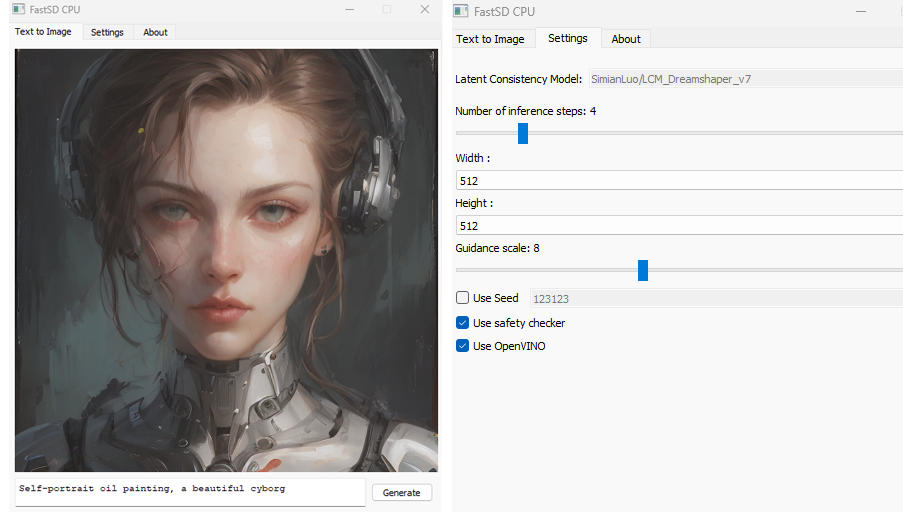 FastSD CPU
Text to Image Settings About
Self-portrait oil painting, a beautiful cyborg
Generate
FastSD CPU
Text to Image Settings About
Latent Consistency Model: SimianLuo/LCM_Dreamshaper_v7
Number of inference steps: 4
Width :
512
Height :
512
Guidance scale: 8
Use Seed 123123
Use safety checker
Use OpenVINO